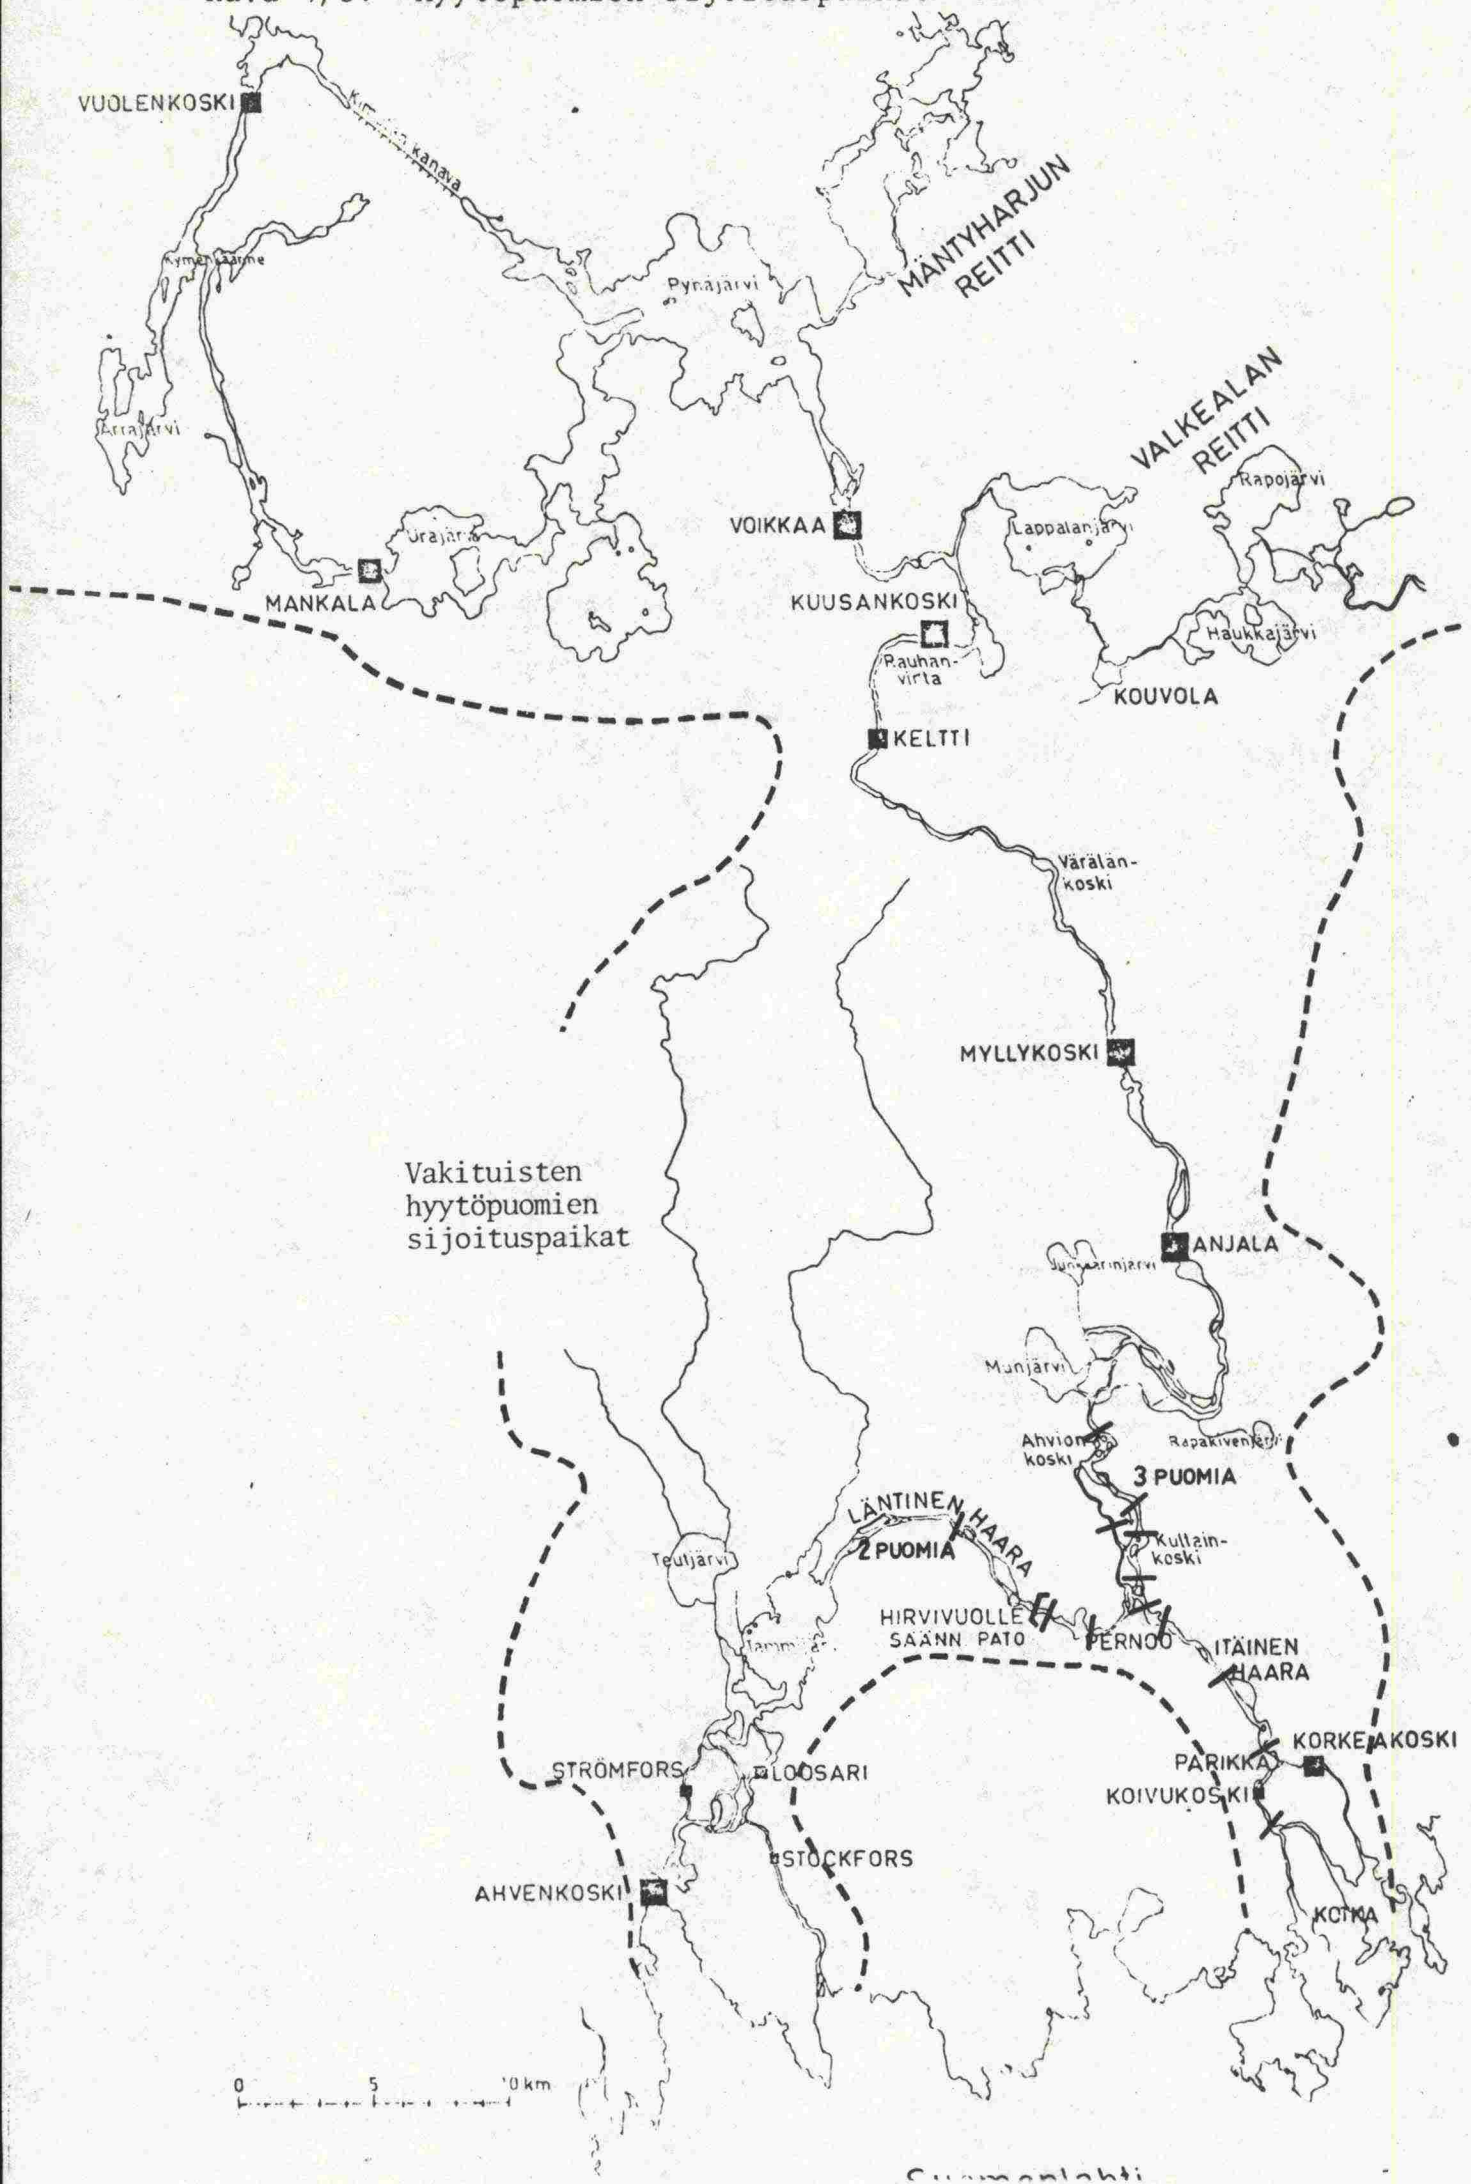 VUOLENKOSKI
kanava
MÄNTYHARJUN
REITTI
Pyhäjärvi
VALKEALAN
REITTI
Arrajärvi
Rapojärvi
Urajärvi
VOIKKAA
Lappalanjärvi
MANKALA
KUUSANKOSKI
Haukkajärvi
Rauhan-
virta
KOUVOLA
KELTTI
Värälän-
koski
MYLLYKOSKI
Vakituisten
hyytöpuomien
sijoituspaikat
ANJALA
Junkkarinjärvi
Munjärvi
Ahvion
koski
Rapakivenjärvi
3 PUOMIA
LÄNTINEN HAARA
2 PUOMIA
Kultain-
koski
Teutjärvi
HIRVIVUOLLE
SÄÄNN PATO
PERNOO
ITÄINEN
HAARA
KORKEAKOSKI
PARIKKA
STRÖMFORS
LOOSARI
KOIVUKOSKI
STOCKFORS
AHVENKOSKI
KOTKA
0 5 10 km